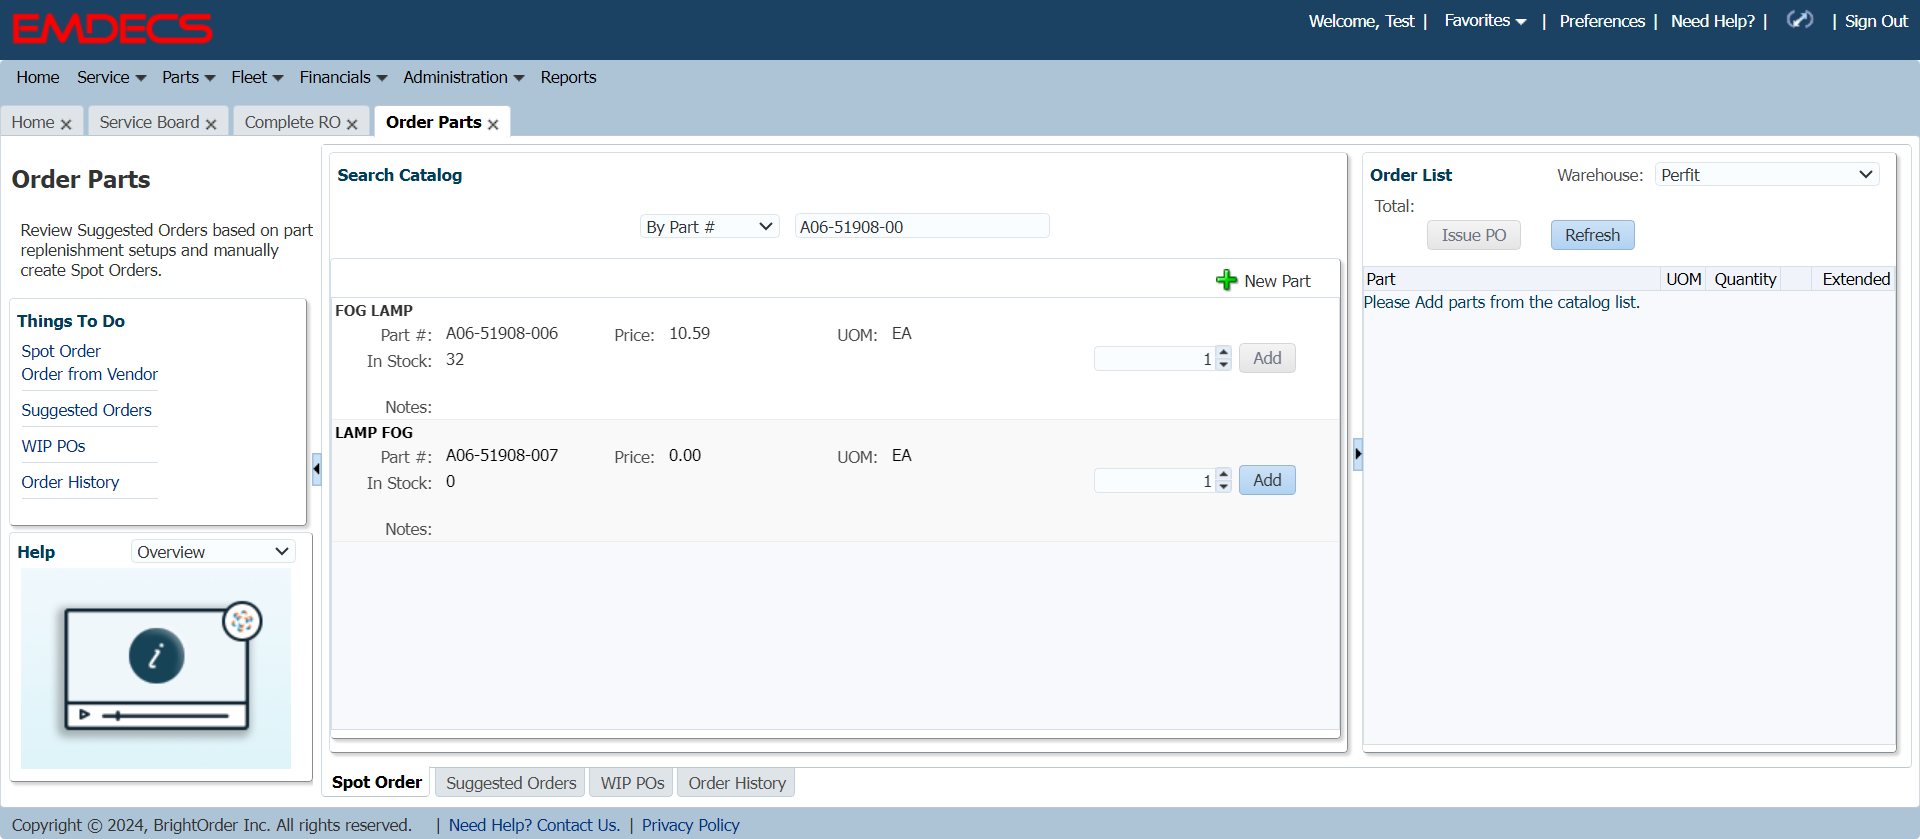 EMDECS
Welcome, Test | Favorites | Preferences | Need Help? | | Sign Out
Home Service Parts Fleet Financials Administration Reports
Home Service Board Complete RO Order Parts
Order Parts
Review Suggested Orders based on part
replenishment setups and manually
create Spot Orders.
Things To Do
Spot Order
Order from Vendor
Suggested Orders
WIP POs
Order History
Help Overview
i
Search Catalog
By Part # A06-51908-00
New Part
FOG LAMP
Part #: A06-51908-006 Price: 10.59 UOM: EA
In Stock: 32 1 Add
Notes:
LAMP FOG
Part #: A06-51908-007 Price: 0.00 UOM: EA
In Stock: 0 1 Add
Notes:
Order List Warehouse: Perfit
Total:
Issue PO Refresh
Part UOM Quantity Extended
Please Add parts from the catalog list.
Spot Order Suggested Orders WIP POs Order History
Copyright © 2024, BrightOrder Inc. All rights reserved. | Need Help? Contact Us. | Privacy Policy